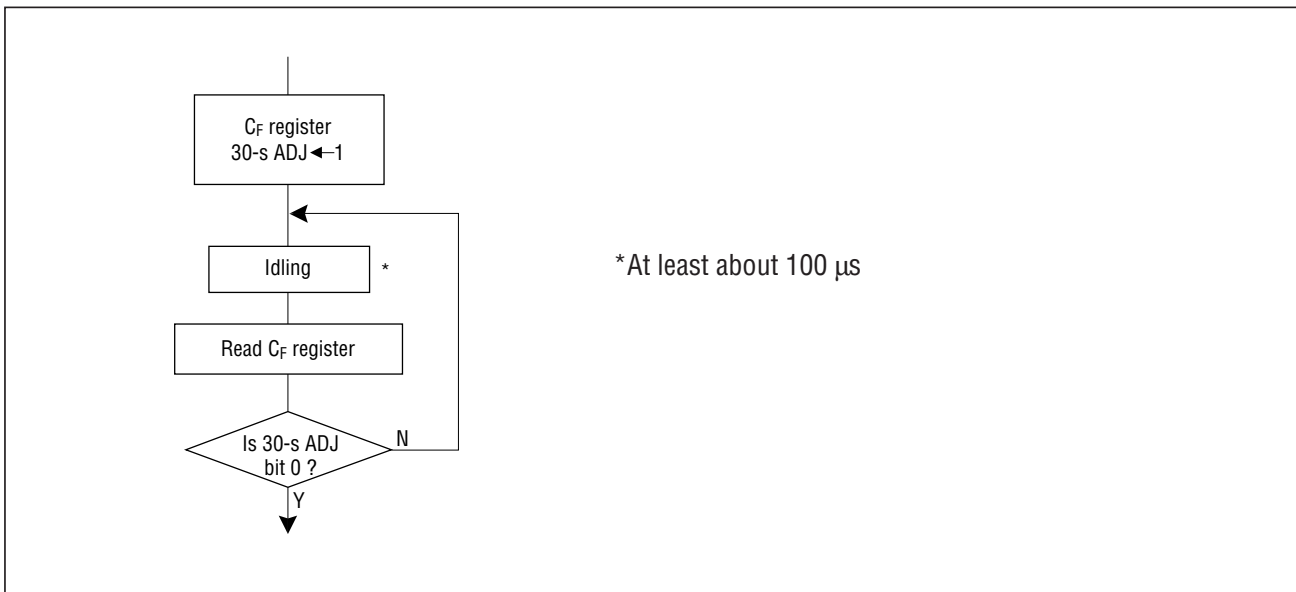 CF register
30-s ADJ←1
Idling
*
*At least about 100 μs
Read CF register
Is 30-s ADJ
bit 0 ?
N
Y